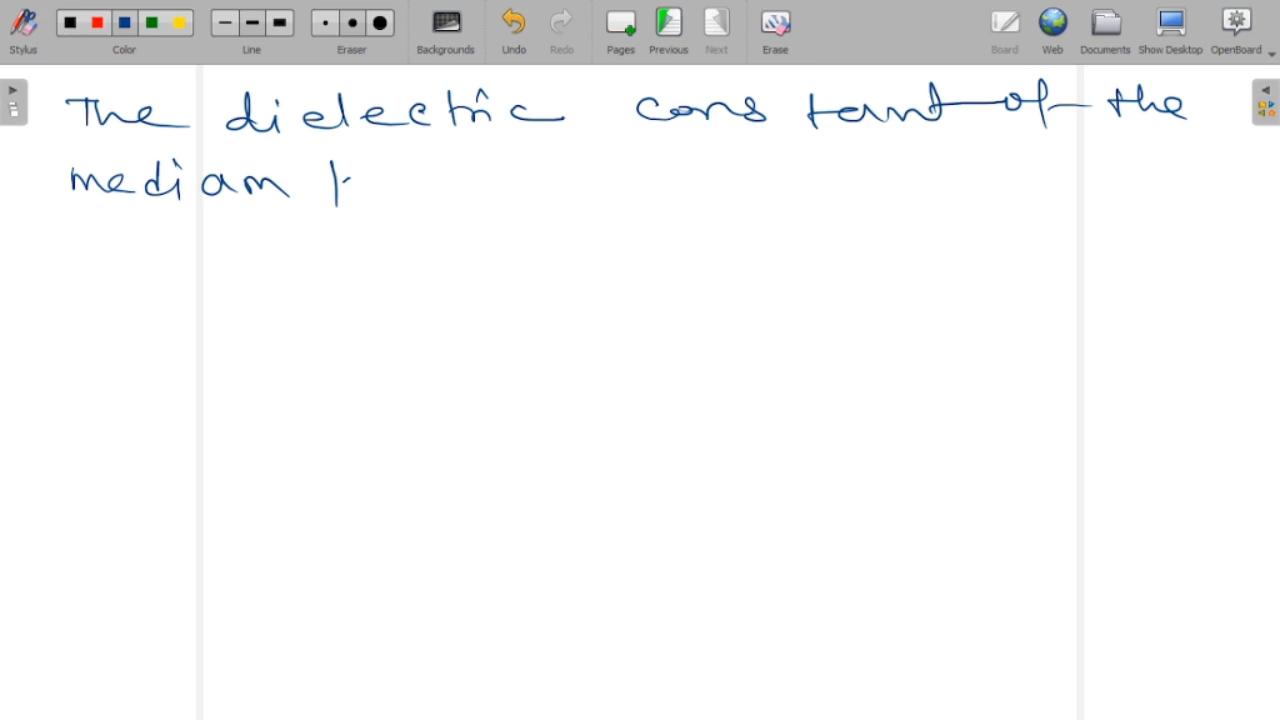 Stylus
Color
Line
Eraser
Backgrounds
Undo
Redo
Pages
Previous
Next
Erase
Board
Web
Documents
Show Desktop
OpenBoard
The dielectric constant of the
mediam